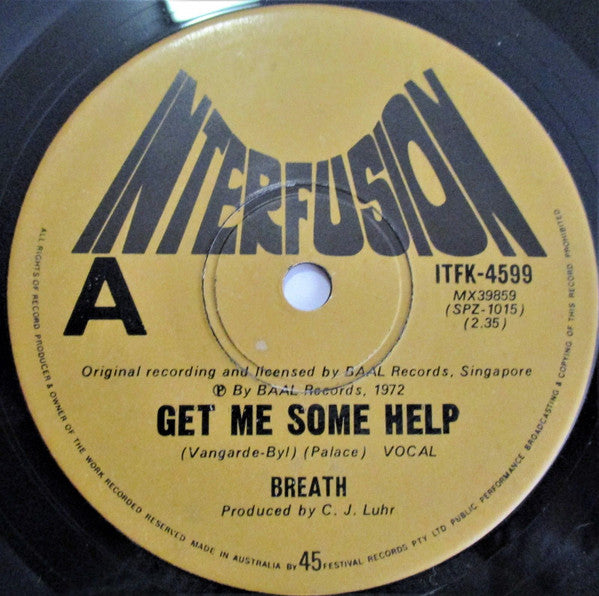 INTERFUSION
A
ITFK-4599
MX39859
(SPZ-1015)
(2.35)
Original recording and licensed by BAAL Records, Singapore
Ⓟ By BAAL Records, 1972
GET ME SOME HELP
(Vangarde-Byl) (Palace) VOCAL
BREATH
Produced by C. J. Luhr
ALL RIGHTS OF RECORD PRODUCER & OWNER OF THE WORK RECORDED RESERVED MADE IN AUSTRALIA BY 45 FESTIVAL RECORDS PTY LTD PUBLIC PERFORMANCE BROADCASTING & COPYING OF THIS RECORD PROHIBITED